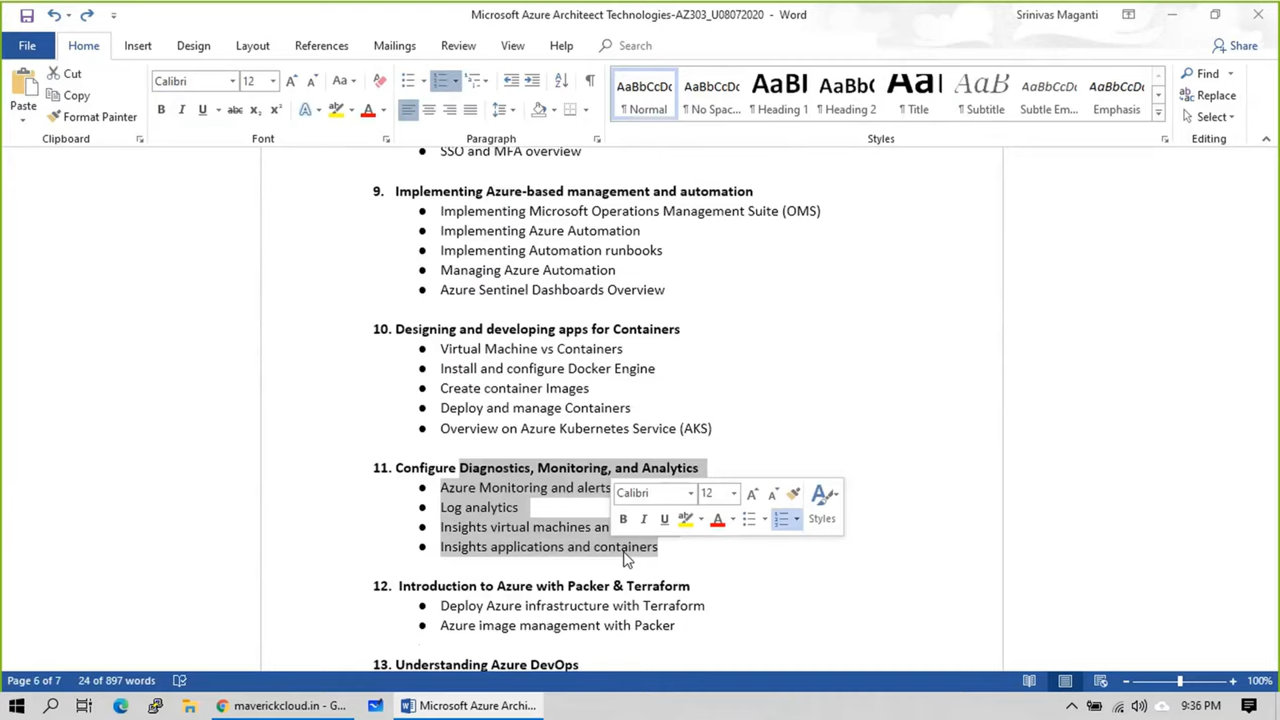 Microsoft Azure Architeect Technologies-AZ303_U08072020 - Word
Srinivas Maganti
File Home Insert Design Layout References Mailings Review View Help Search Share
Paste
Cut
Copy
Format Painter
Clipboard
Calibri 12
Font
Paragraph
AaBbCcDc
¶ Normal
AaBbCcDc
¶ No Spac...
AaBI
¶ Heading 1
AaBb(
¶ Heading 2
AaBI
¶ Title
AaB
¶ Subtitle
AaBbCcDc
Subtle Em...
AaBbCcDc
Emphasis
Styles
Find
Replace
Select
Editing
SSO and MFA overview
9. Implementing Azure-based management and automation
● Implementing Microsoft Operations Management Suite (OMS)
● Implementing Azure Automation
● Implementing Automation runbooks
● Managing Azure Automation
● Azure Sentinel Dashboards Overview
10. Designing and developing apps for Containers
● Virtual Machine vs Containers
● Install and configure Docker Engine
● Create container Images
● Deploy and manage Containers
● Overview on Azure Kubernetes Service (AKS)
11. Configure Diagnostics, Monitoring, and Analytics
● Azure Monitoring and alerts
● Log analytics
● Insights virtual machines an
● Insights applications and containers
Calibri 12
Styles
12. Introduction to Azure with Packer & Terraform
● Deploy Azure infrastructure with Terraform
● Azure image management with Packer
13. Understanding Azure DevOps
Page 6 of 7 24 of 897 words 100%
maverickcloud.in - G...
Microsoft Azure Archi...
9:36 PM